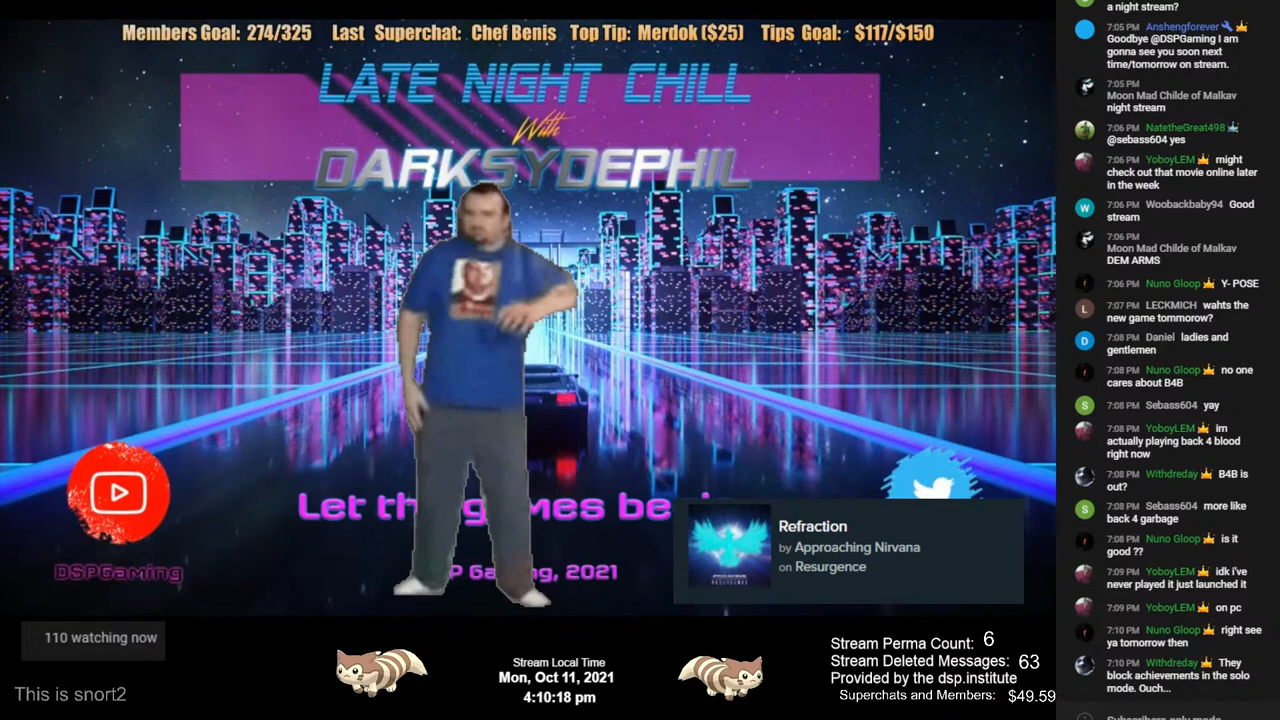 Members Goal: 274/325 Last Superchat: Chef Benis Top Tip: Merdok ($25) Tips Goal: $117/$150
LATE NIGHT CHILL
With
DARKSYDEPHIL
Let th games be
P Gaming, 2021
DSPGaming
Refraction
by Approaching Nirvana
on Resurgence
RESURGENCE
110 watching now
This is snort2
Stream Local Time
Mon, Oct 11, 2021
4:10:18 pm
Stream Perma Count: 6
Stream Deleted Messages: 63
Provided by the dsp.institute
Superchats and Members: $49.59
a night stream?
7:05 PM Anshengforever
Goodbye @DSPGaming I am
gonna see you soon next
time/tomorrow on stream.
7:05 PM
Moon Mad Childe of Malkav
night stream
7:06 PM NatetheGreat498
@sebass604 yes
7:06 PM YoboyLEM might
check out that movie online later
in the week
W
7:06 PM Woobackbaby94 Good
stream
7:06 PM
Moon Mad Childe of Malkav
DEM ARMS
7:06 PM Nuno Gloop Y- POSE
L
7:07 PM LECKMICH wahts the
new game tommorow?
D
7:08 PM Daniel ladies and
gentlemen
7:08 PM Nuno Gloop no one
cares about B4B
S
7:08 PM Sebass604 yay
7:08 PM YoboyLEM im
actually playing back 4 blood
right now
7:08 PM Withdreday B4B is
out?
S
7:08 PM Sebass604 more like
back 4 garbage
7:08 PM Nuno Gloop is it
good ??
7:09 PM YoboyLEM idk i've
never played it just launched it
7:09 PM YoboyLEM on pc
7:10 PM Nuno Gloop right see
ya tomorrow then
7:10 PM Withdreday They
block achievements in the solo
mode. Ouch...
Subscribers-only mode